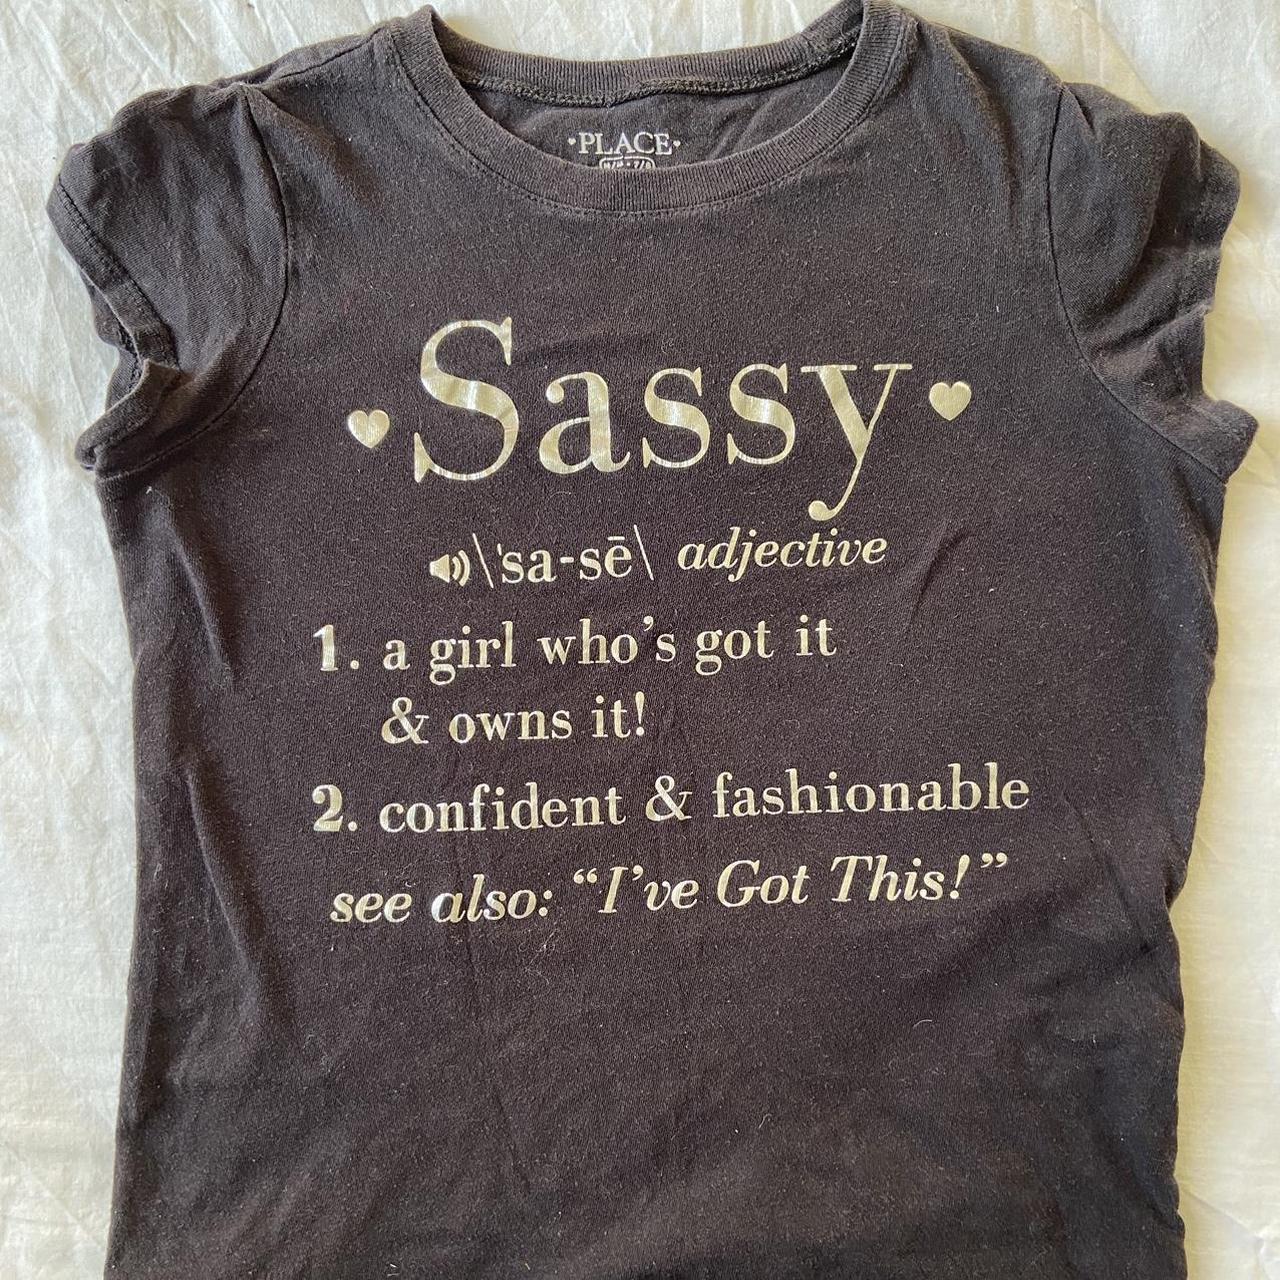 ·PLACE·
Sassy
\'sa-sē\ adjective
1. a girl who's got it
& owns it!
2. confident & fashionable
see also: “I've Got This!”